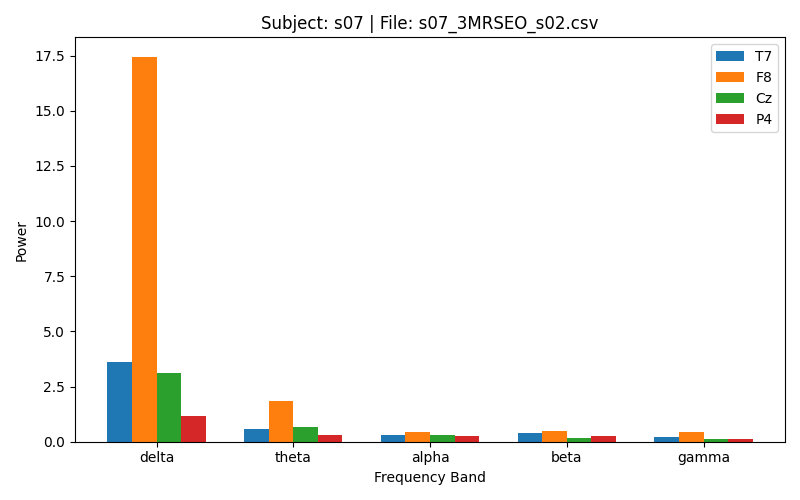 Subject: s07 | File: s07_3MRSEO_s02.csv
T7
F8
Cz
P4
17.5
15.0
12.5
10.0
7.5
5.0
2.5
0.0
Power
delta theta alpha beta gamma
Frequency Band